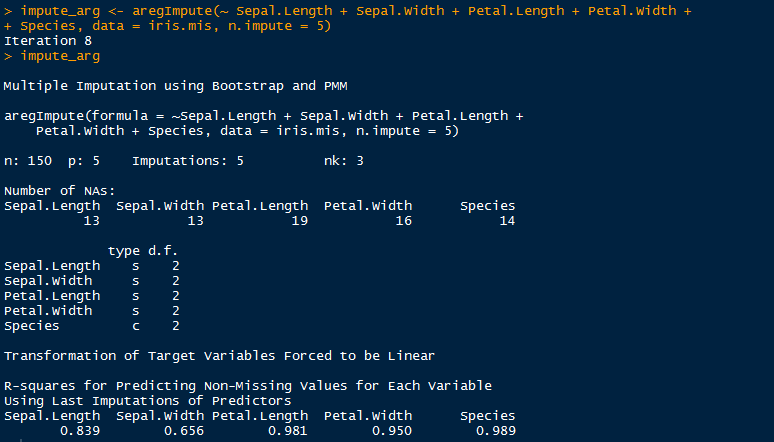 > impute_arg <- aregImpute(~ Sepal.Length + Sepal.Width + Petal.Length + Petal.Width +
+ Species, data = iris.mis, n.impute = 5)
Iteration 8
> impute_arg
Multiple Imputation using Bootstrap and PMM
aregImpute(formula = ~Sepal.Length + Sepal.Width + Petal.Length +
    Petal.Width + Species, data = iris.mis, n.impute = 5)
n: 150  p: 5    Imputations: 5          nk: 3
Number of NAs:
Sepal.Length  Sepal.Width Petal.Length  Petal.Width      Species
          13           13           19           16           14
             type d.f.
Sepal.Length    s    2
Sepal.Width     s    2
Petal.Length    s    2
Petal.Width     s    2
Species         c    2
Transformation of Target Variables Forced to be Linear
R-squares for Predicting Non-Missing Values for Each Variable
Using Last Imputations of Predictors
Sepal.Length  Sepal.Width Petal.Length  Petal.Width      Species
       0.839        0.656        0.981        0.950        0.989